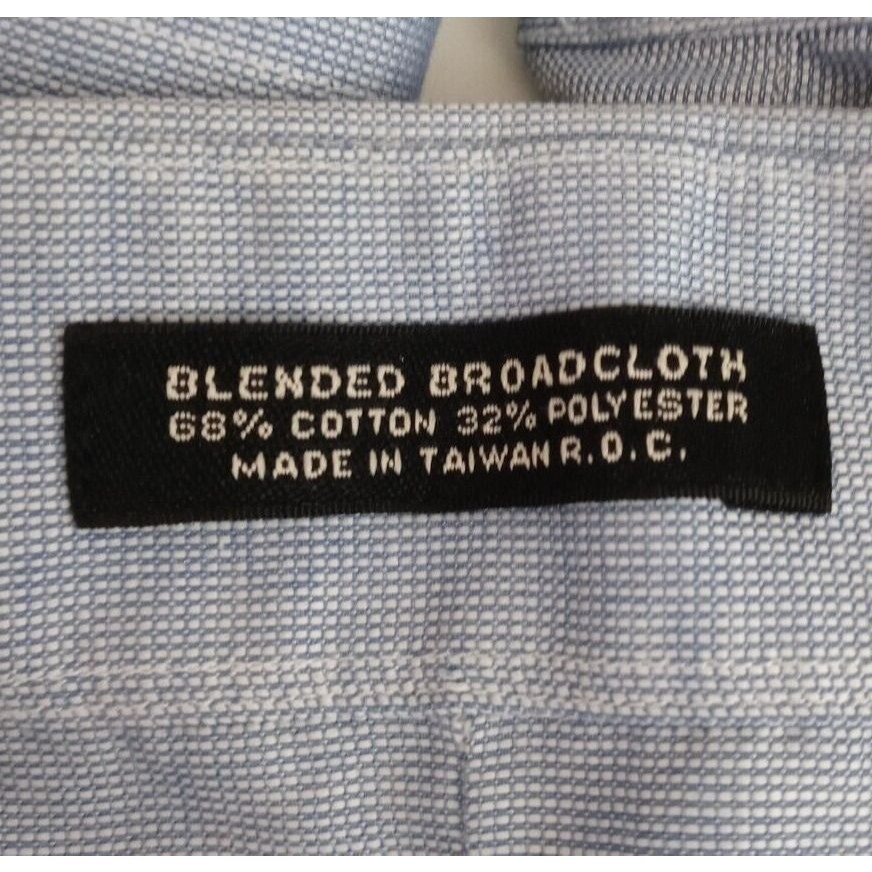 BLENDED BROADCLOTH
68% COTTON 32% POLYESTER
MADE IN TAIWAN R.O.C.